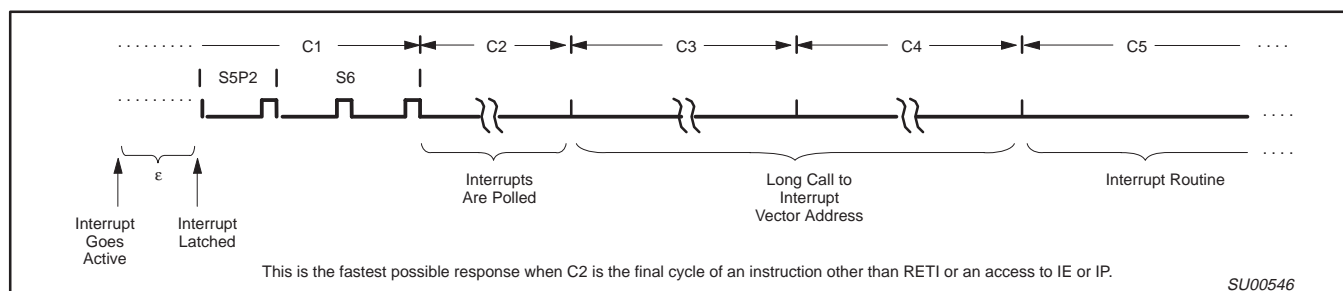 ......... C1 C2 C3 C4 C5 ....
S5P2 S6
......... ....
ε ....
Interrupts
Are Polled
Long Call to
Interrupt
Vector Address
Interrupt Routine
Interrupt
Goes
Active
Interrupt
Latched
This is the fastest possible response when C2 is the final cycle of an instruction other than RETI or an access to IE or IP.
SU00546